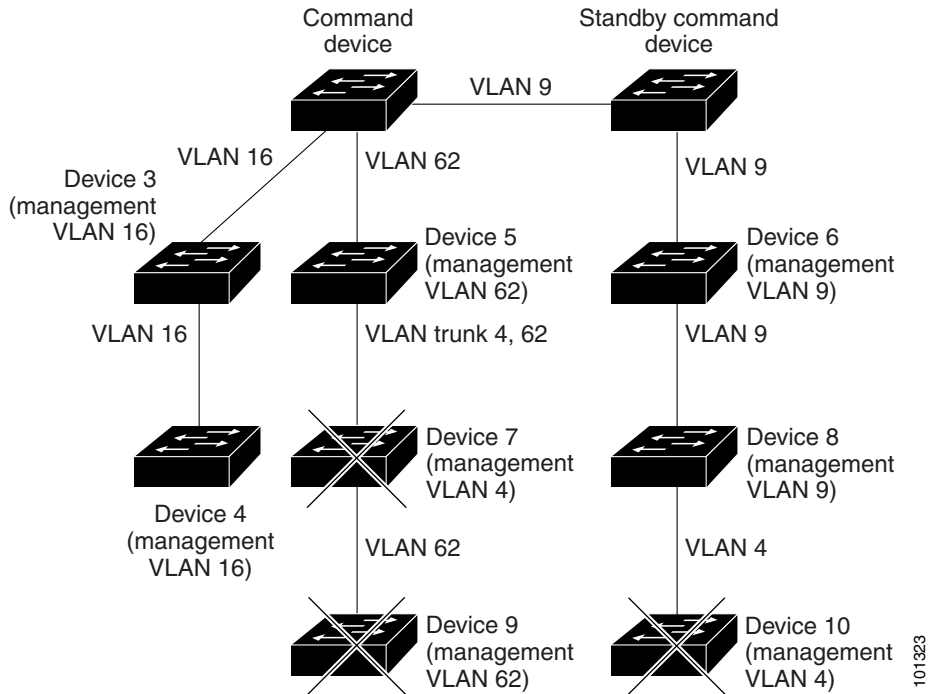 Command
device
Standby command
device
VLAN 9
VLAN 16
VLAN 62
VLAN 9
Device 3
(management
VLAN 16)
Device 5
(management
VLAN 62)
Device 6
(management
VLAN 9)
VLAN 16
VLAN trunk 4, 62
VLAN 9
Device 7
(management
VLAN 4)
Device 8
(management
VLAN 9)
Device 4
(management
VLAN 16)
VLAN 62
VLAN 4
Device 9
(management
VLAN 62)
Device 10
(management
VLAN 4)
101323